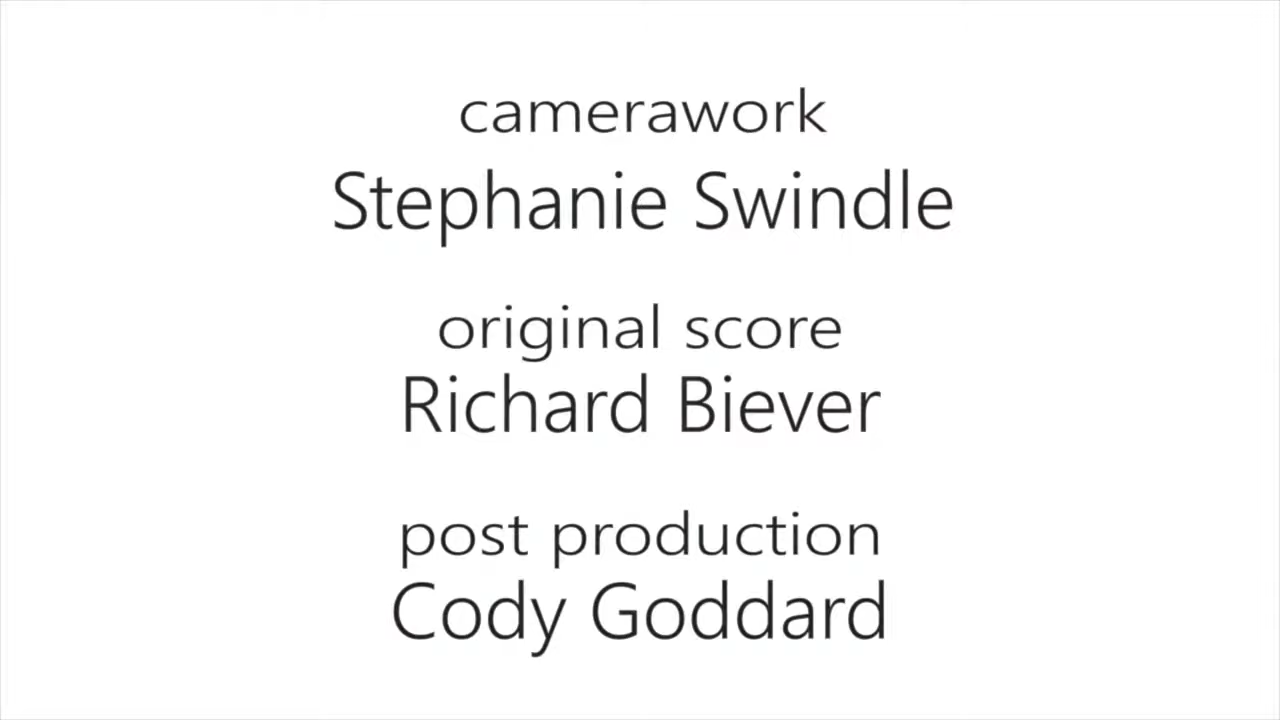 camerawork
Stephanie Swindle
original score
Richard Biever
post production
Cody Goddard